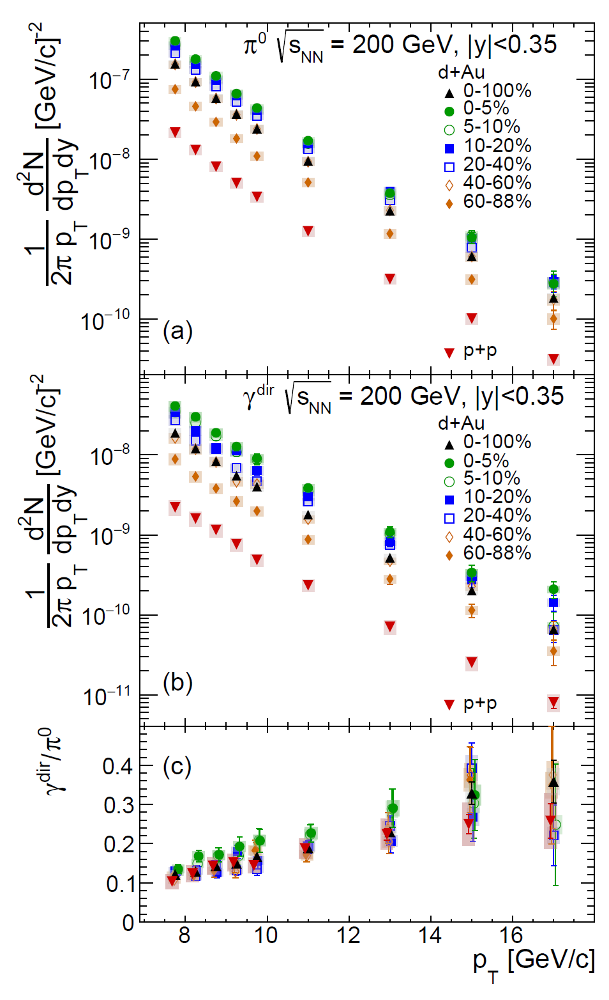 1/(2π p_T) d²N/(dp_T dy) [GeV/c]⁻²
π⁰ √s_NN = 200 GeV, |y|<0.35
d+Au
0-100%
0-5%
5-10%
10-20%
20-40%
40-60%
60-88%
p+p
(a)
10⁻⁷
10⁻⁸
10⁻⁹
10⁻¹⁰
1/(2π p_T) d²N/(dp_T dy) [GeV/c]⁻²
γ^dir √s_NN = 200 GeV, |y|<0.35
d+Au
0-100%
0-5%
5-10%
10-20%
20-40%
40-60%
60-88%
p+p
(b)
10⁻⁸
10⁻⁹
10⁻¹⁰
10⁻¹¹
γ^dir/π⁰
(c)
0.4
0.3
0.2
0.1
0
8 10 12 14 16
p_T [GeV/c]